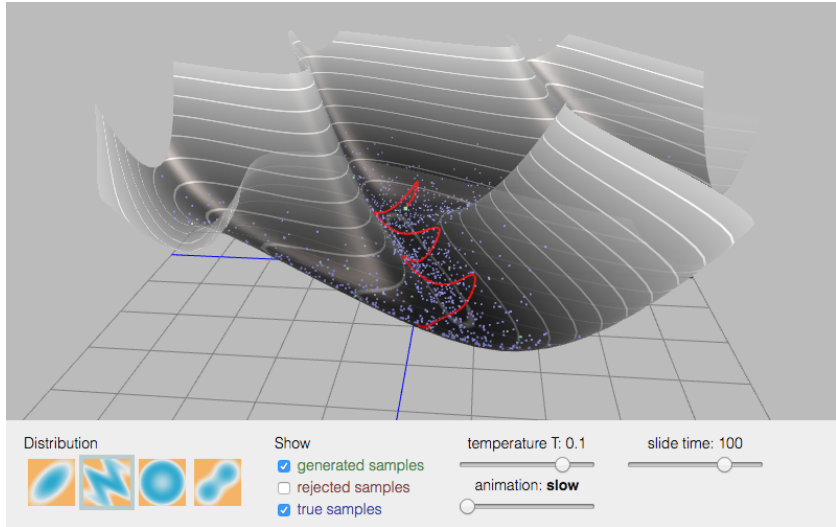 Distribution
Show
generated samples
rejected samples
true samples
temperature T: 0.1
animation: slow
slide time: 100